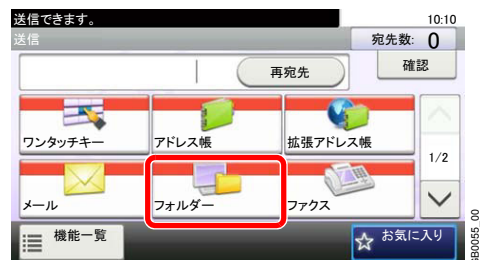 送信できます。 10:10
送信 宛先数: 0
再宛先 確認
ワンタッチキー アドレス帳 拡張アドレス帳
1/2
メール フォルダー ファクス
機能一覧 お気に入り